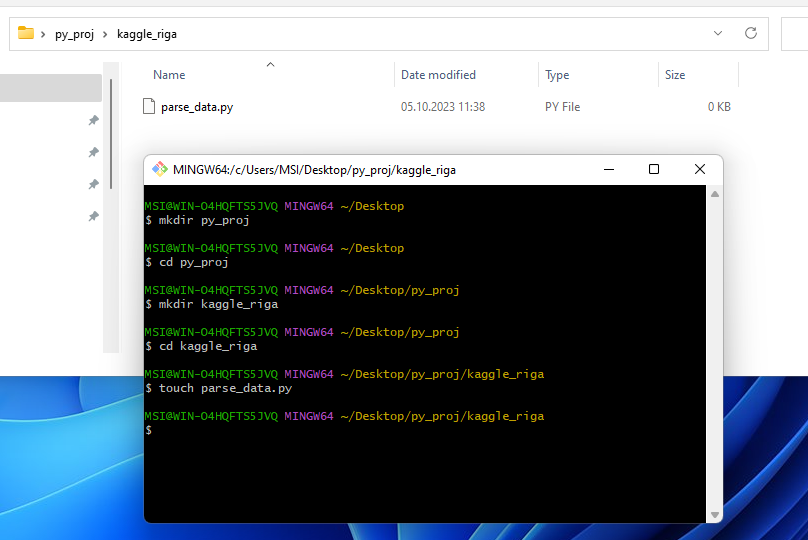 py_proj > kaggle_riga
Name Date modified Type Size
parse_data.py 05.10.2023 11:38 PY File 0 KB
MINGW64:/c/Users/MSI/Desktop/py_proj/kaggle_riga
MSI@WIN-O4HQFTS5JVQ MINGW64 ~/Desktop
$ mkdir py_proj
MSI@WIN-O4HQFTS5JVQ MINGW64 ~/Desktop
$ cd py_proj
MSI@WIN-O4HQFTS5JVQ MINGW64 ~/Desktop/py_proj
$ mkdir kaggle_riga
MSI@WIN-O4HQFTS5JVQ MINGW64 ~/Desktop/py_proj
$ cd kaggle_riga
MSI@WIN-O4HQFTS5JVQ MINGW64 ~/Desktop/py_proj/kaggle_riga
$ touch parse_data.py
MSI@WIN-O4HQFTS5JVQ MINGW64 ~/Desktop/py_proj/kaggle_riga
$